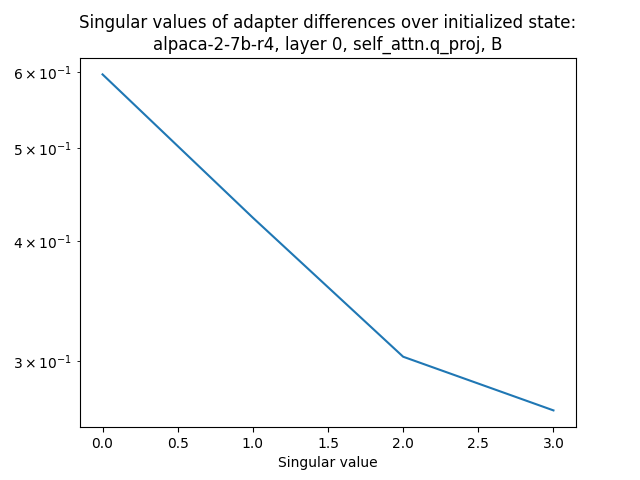 Singular values of adapter differences over initialized state:
alpaca-2-7b-r4, layer 0, self_attn.q_proj, B
6 × 10⁻¹
5 × 10⁻¹
4 × 10⁻¹
3 × 10⁻¹
0.0 0.5 1.0 1.5 2.0 2.5 3.0
Singular value